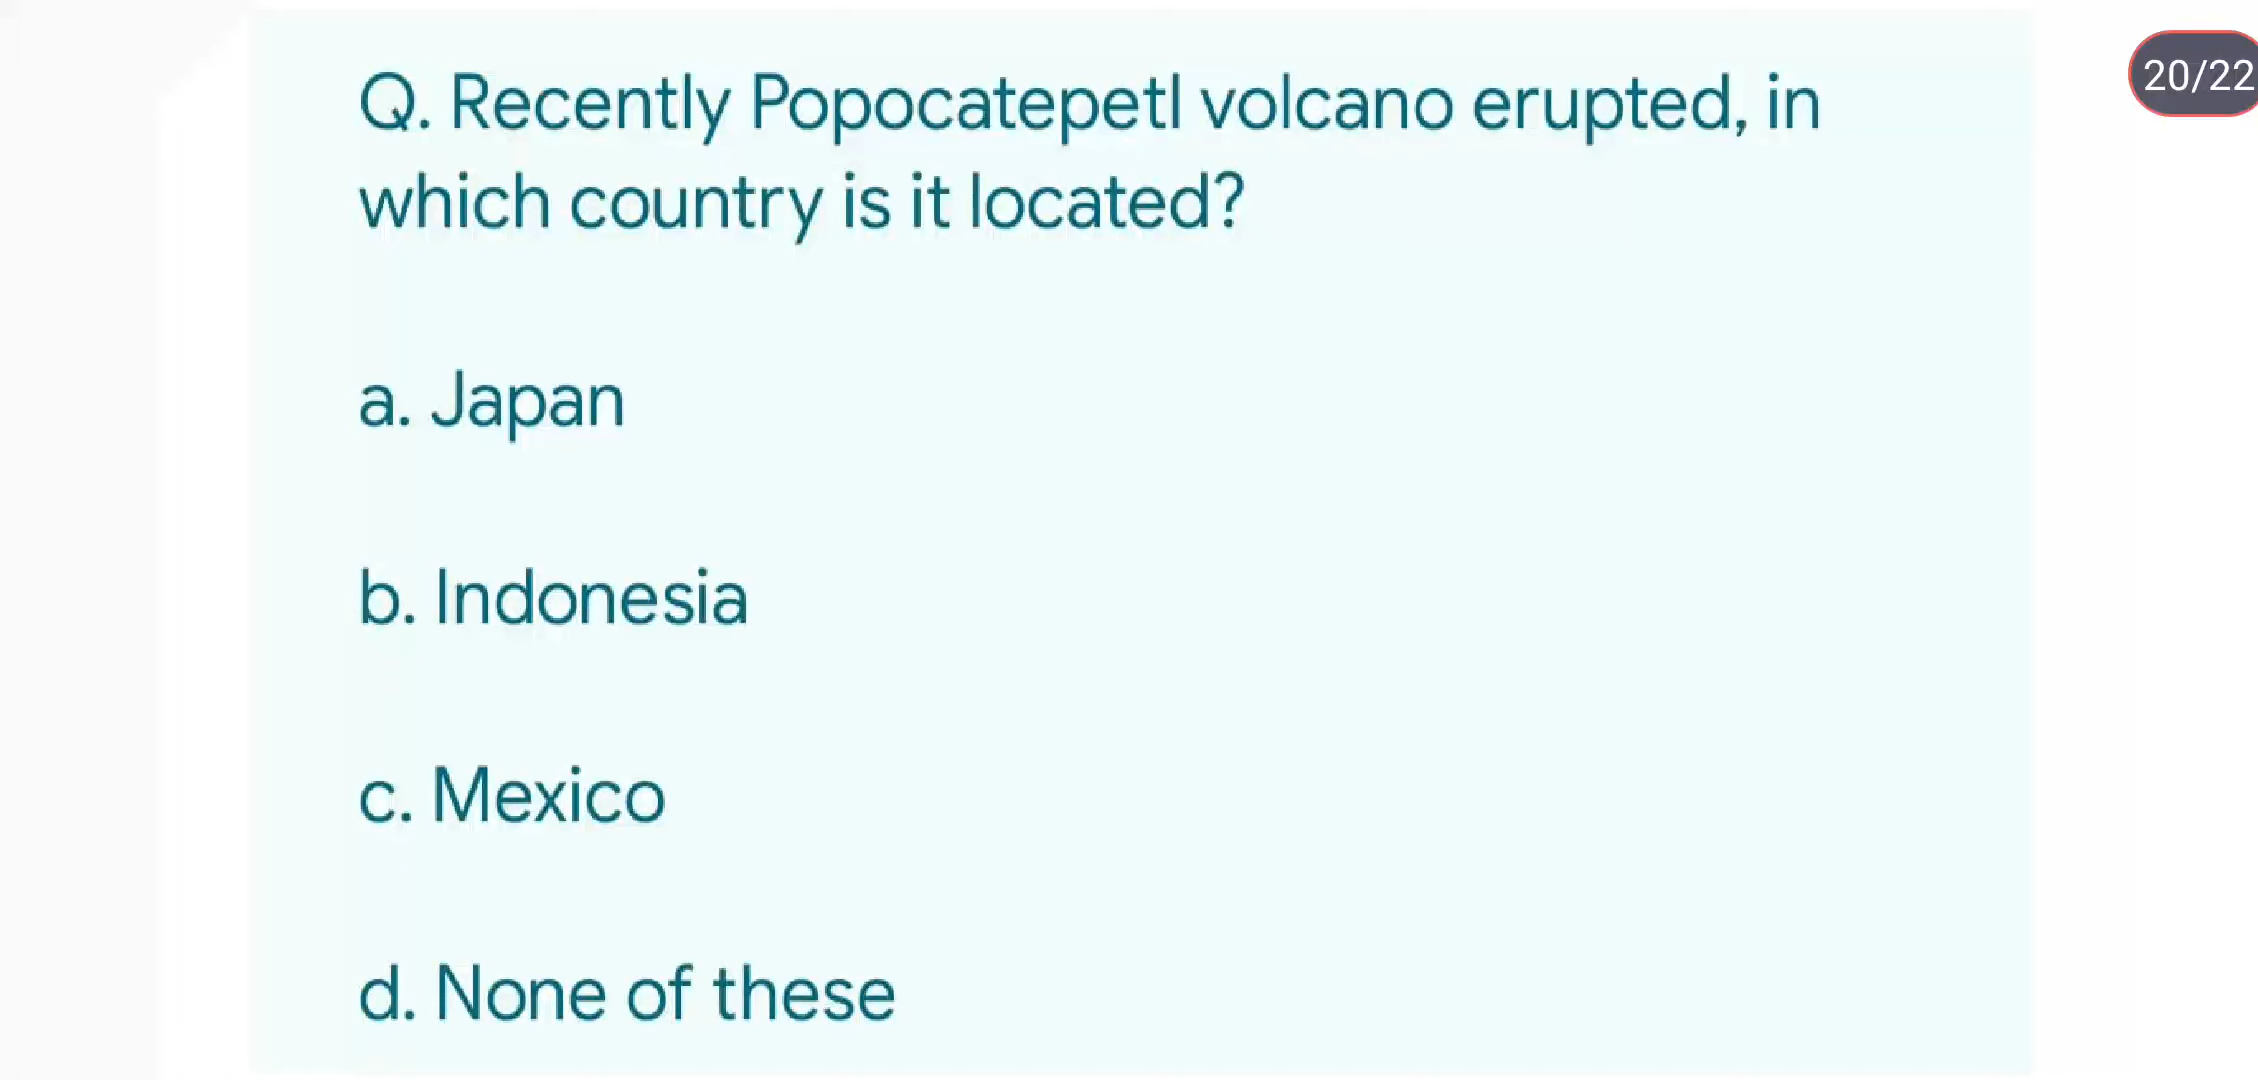 Q. Recently Popocatepetl volcano erupted, in
which country is it located?
a. Japan
b. Indonesia
c. Mexico
d. None of these
20/22